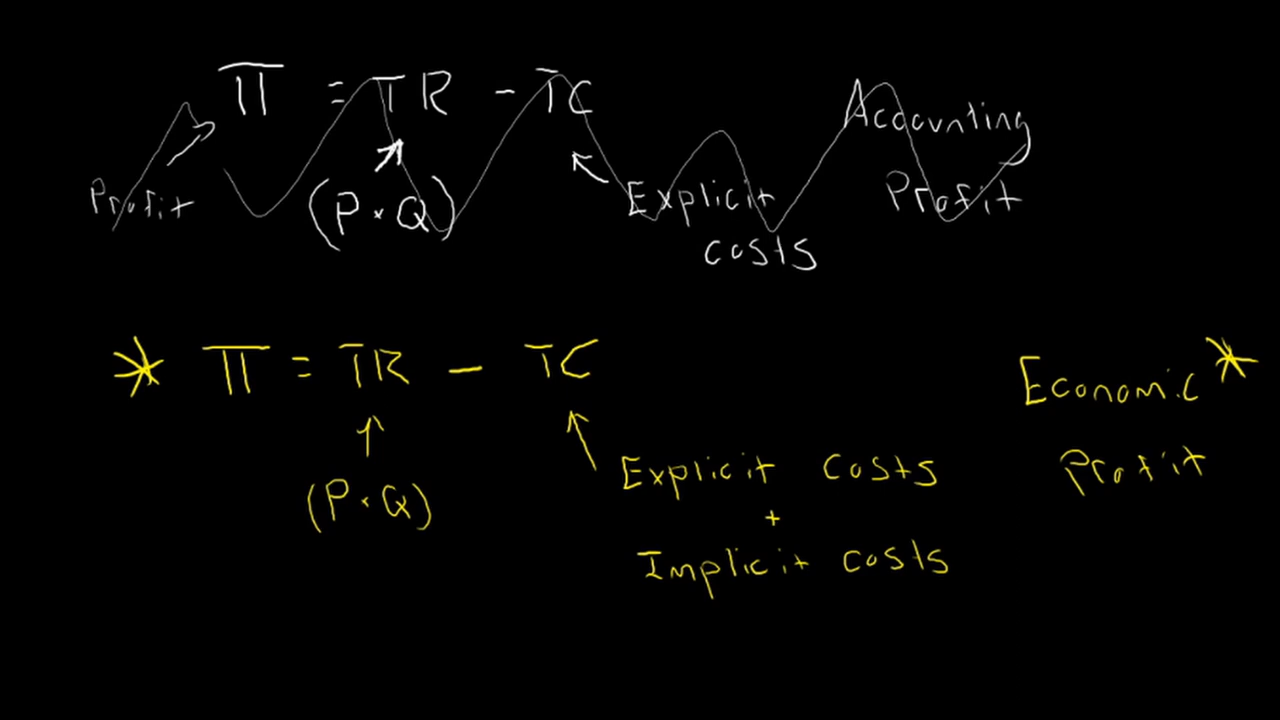 Π = TR - TC
Accounting
Profit
Profit
(P × Q)
Explicit
costs
* Π = TR - TC
Economic *
Profit
(P × Q)
Explicit costs
+
Implicit costs